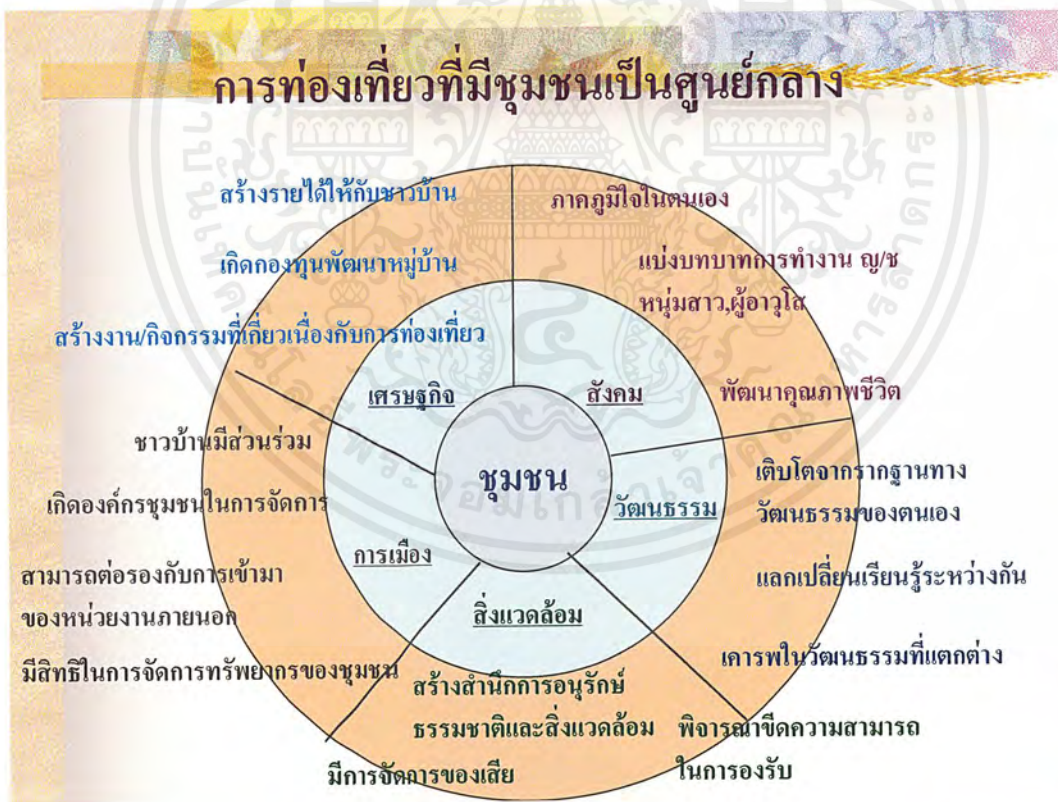 การท่องเที่ยวที่มีชุมชนเป็นศูนย์กลาง
สร้างรายได้ให้กับชาวบ้าน
เกิดกองทุนพัฒนาหมู่บ้าน
สร้างงาน/กิจกรรมที่เกี่ยวเนื่องกับการท่องเที่ยว
เศรษฐกิจ
ภาคภูมิใจในตนเอง
แบ่งบทบาทการทำงาน ญ/ช
หนุ่มสาว,ผู้อาวุโส
พัฒนาคุณภาพชีวิต
สังคม
ชุมชน
วัฒนธรรม
เติบโตจากรากฐานทาง
วัฒนธรรมของตนเอง
แลกเปลี่ยนเรียนรู้ระหว่างกัน
เคารพในวัฒนธรรมที่แตกต่าง
ชาวบ้านมีส่วนร่วม
เกิดองค์กรชุมชนในการจัดการ
การเมือง
สามารถต่อรองกับการเข้ามา
ของหน่วยงานภายนอก
มีสิทธิในการจัดการทรัพยากรของชุมชน
สิ่งแวดล้อม
สร้างสำนึกการอนุรักษ์
ธรรมชาติและสิ่งแวดล้อม
มีการจัดการของเสีย
พิจารณาขีดความสามารถ
ในการองรับ